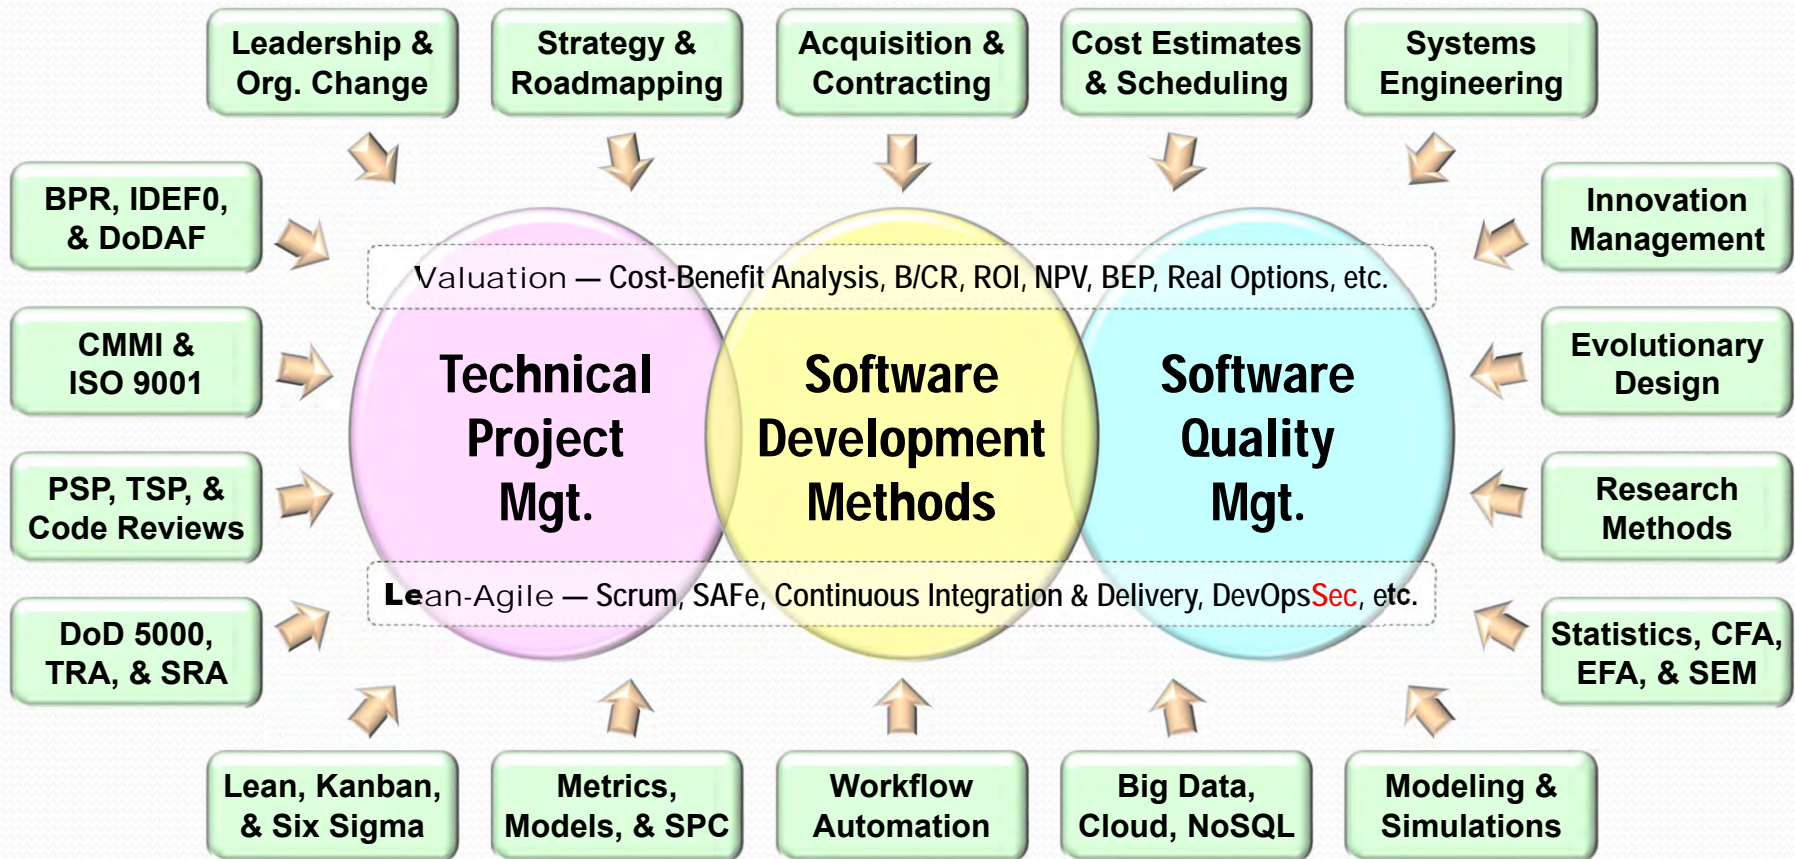 Leadership &
Org. Change
Strategy &
Roadmapping
Acquisition &
Contracting
Cost Estimates
& Scheduling
Systems
Engineering
BPR, IDEF0,
& DoDAF
Innovation
Management
Valuation — Cost-Benefit Analysis, B/CR, ROI, NPV, BEP, Real Options, etc.
CMMI &
ISO 9001
Technical
Project
Mgt.
Software
Development
Methods
Software
Quality
Mgt.
Evolutionary
Design
PSP, TSP, &
Code Reviews
Research
Methods
Lean-Agile — Scrum, SAFe, Continuous Integration & Delivery, DevOpsSec, etc.
DoD 5000,
TRA, & SRA
Statistics, CFA,
EFA, & SEM
Lean, Kanban,
& Six Sigma
Metrics,
Models, & SPC
Workflow
Automation
Big Data,
Cloud, NoSQL
Modeling &
Simulations